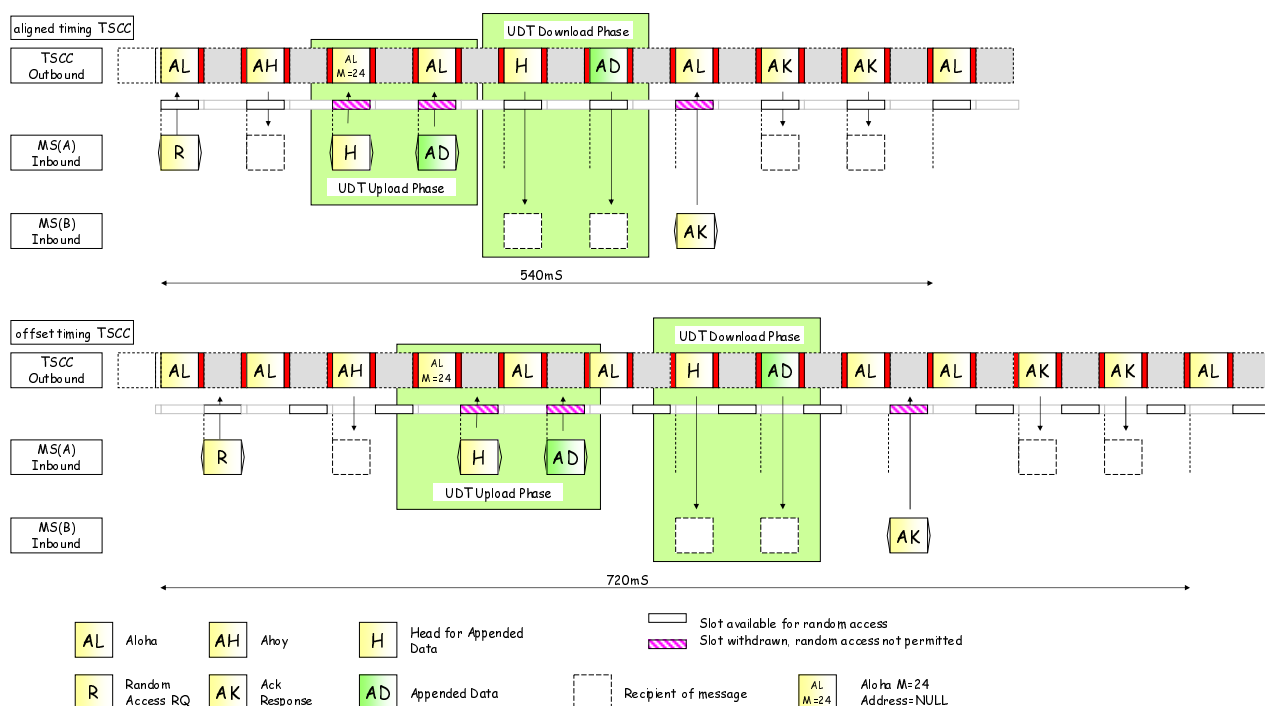 aligned timing TSCC
UDT Download Phase
TSCC
Outbound
AL AH AL M=24 AL H AD AL AK AK AL
MS(A)
Inbound
R H AD
UDT Upload Phase
MS(B)
Inbound
AK
540mS
offset timing TSCC
UDT Download Phase
TSCC
Outbound
AL AL AH AL M=24 AL AL H AD AL AL AK AK AL
MS(A)
Inbound
R H AD
UDT Upload Phase
MS(B)
Inbound
AK
720mS
AL Aloha
AH Ahoy
H Head for Appended
Data
Slot available for random access
Slot withdrawn, random access not permitted
R Random
Access RQ
AK Ack
Response
AD Appended Data
Recipient of message
AL
M=24
Aloha M=24
Address=NULL